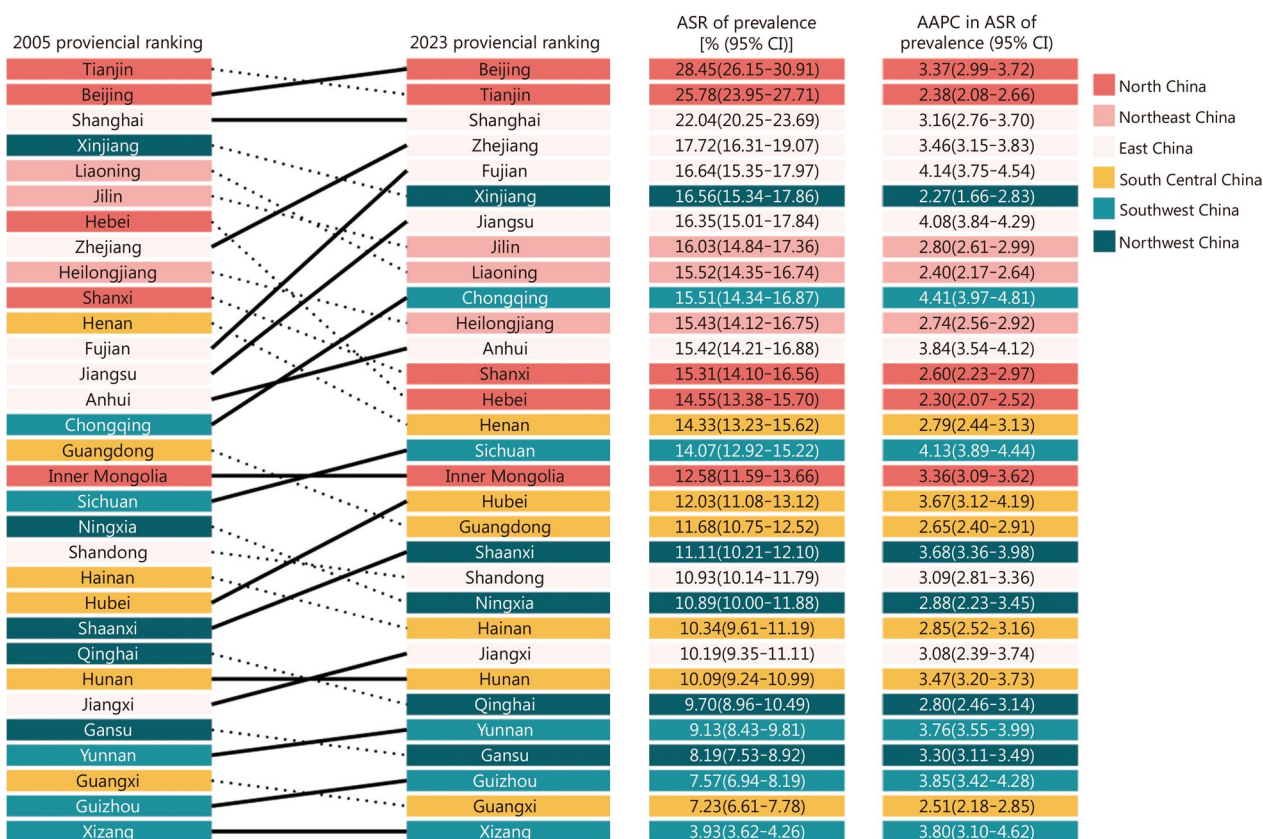 2005 proviencial ranking 2023 proviencial ranking ASR of prevalence [% (95% CI)] AAPC in ASR of prevalence (95% CI)
Tianjin Beijing 28.45(26.15−30.91) 3.37(2.99−3.72)
Beijing Tianjin 25.78(23.95−27.71) 2.38(2.08−2.66)
Shanghai Shanghai 22.04(20.25−23.69) 3.16(2.76−3.70)
Xinjiang Zhejiang 17.72(16.31−19.07) 3.46(3.15−3.83)
Liaoning Fujian 16.64(15.35−17.97) 4.14(3.75−4.54)
Jilin Xinjiang 16.56(15.34−17.86) 2.27(1.66−2.83)
Hebei Jiangsu 16.35(15.01−17.84) 4.08(3.84−4.29)
Zhejiang Jilin 16.03(14.84−17.36) 2.80(2.61−2.99)
Heilongjiang Liaoning 15.52(14.35−16.74) 2.40(2.17−2.64)
Shanxi Chongqing 15.51(14.34−16.87) 4.41(3.97−4.81)
Henan Heilongjiang 15.43(14.12−16.75) 2.74(2.56−2.92)
Fujian Anhui 15.42(14.21−16.88) 3.84(3.54−4.12)
Jiangsu Shanxi 15.31(14.10−16.56) 2.60(2.23−2.97)
Anhui Hebei 14.55(13.38−15.70) 2.30(2.07−2.52)
Chongqing Henan 14.33(13.23−15.62) 2.79(2.44−3.13)
Guangdong Sichuan 14.07(12.92−15.22) 4.13(3.89−4.44)
Inner Mongolia Inner Mongolia 12.58(11.59−13.66) 3.36(3.09−3.62)
Sichuan Hubei 12.03(11.08−13.12) 3.67(3.12−4.19)
Ningxia Guangdong 11.68(10.75−12.52) 2.65(2.40−2.91)
Shandong Shaanxi 11.11(10.21−12.10) 3.68(3.36−3.98)
Hainan Shandong 10.93(10.14−11.79) 3.09(2.81−3.36)
Hubei Ningxia 10.89(10.00−11.88) 2.88(2.23−3.45)
Shaanxi Hainan 10.34(9.61−11.19) 2.85(2.52−3.16)
Qinghai Jiangxi 10.19(9.35−11.11) 3.08(2.39−3.74)
Hunan Hunan 10.09(9.24−10.99) 3.47(3.20−3.73)
Jiangxi Qinghai 9.70(8.96−10.49) 2.80(2.46−3.14)
Gansu Yunnan 9.13(8.43−9.81) 3.76(3.55−3.99)
Yunnan Gansu 8.19(7.53−8.92) 3.30(3.11−3.49)
Guangxi Guizhou 7.57(6.94−8.19) 3.85(3.42−4.28)
Guizhou Guangxi 7.23(6.61−7.78) 2.51(2.18−2.85)
Xizang Xizang 3.93(3.62−4.26) 3.80(3.10−4.62)
North China
Northeast China
East China
South Central China
Southwest China
Northwest China